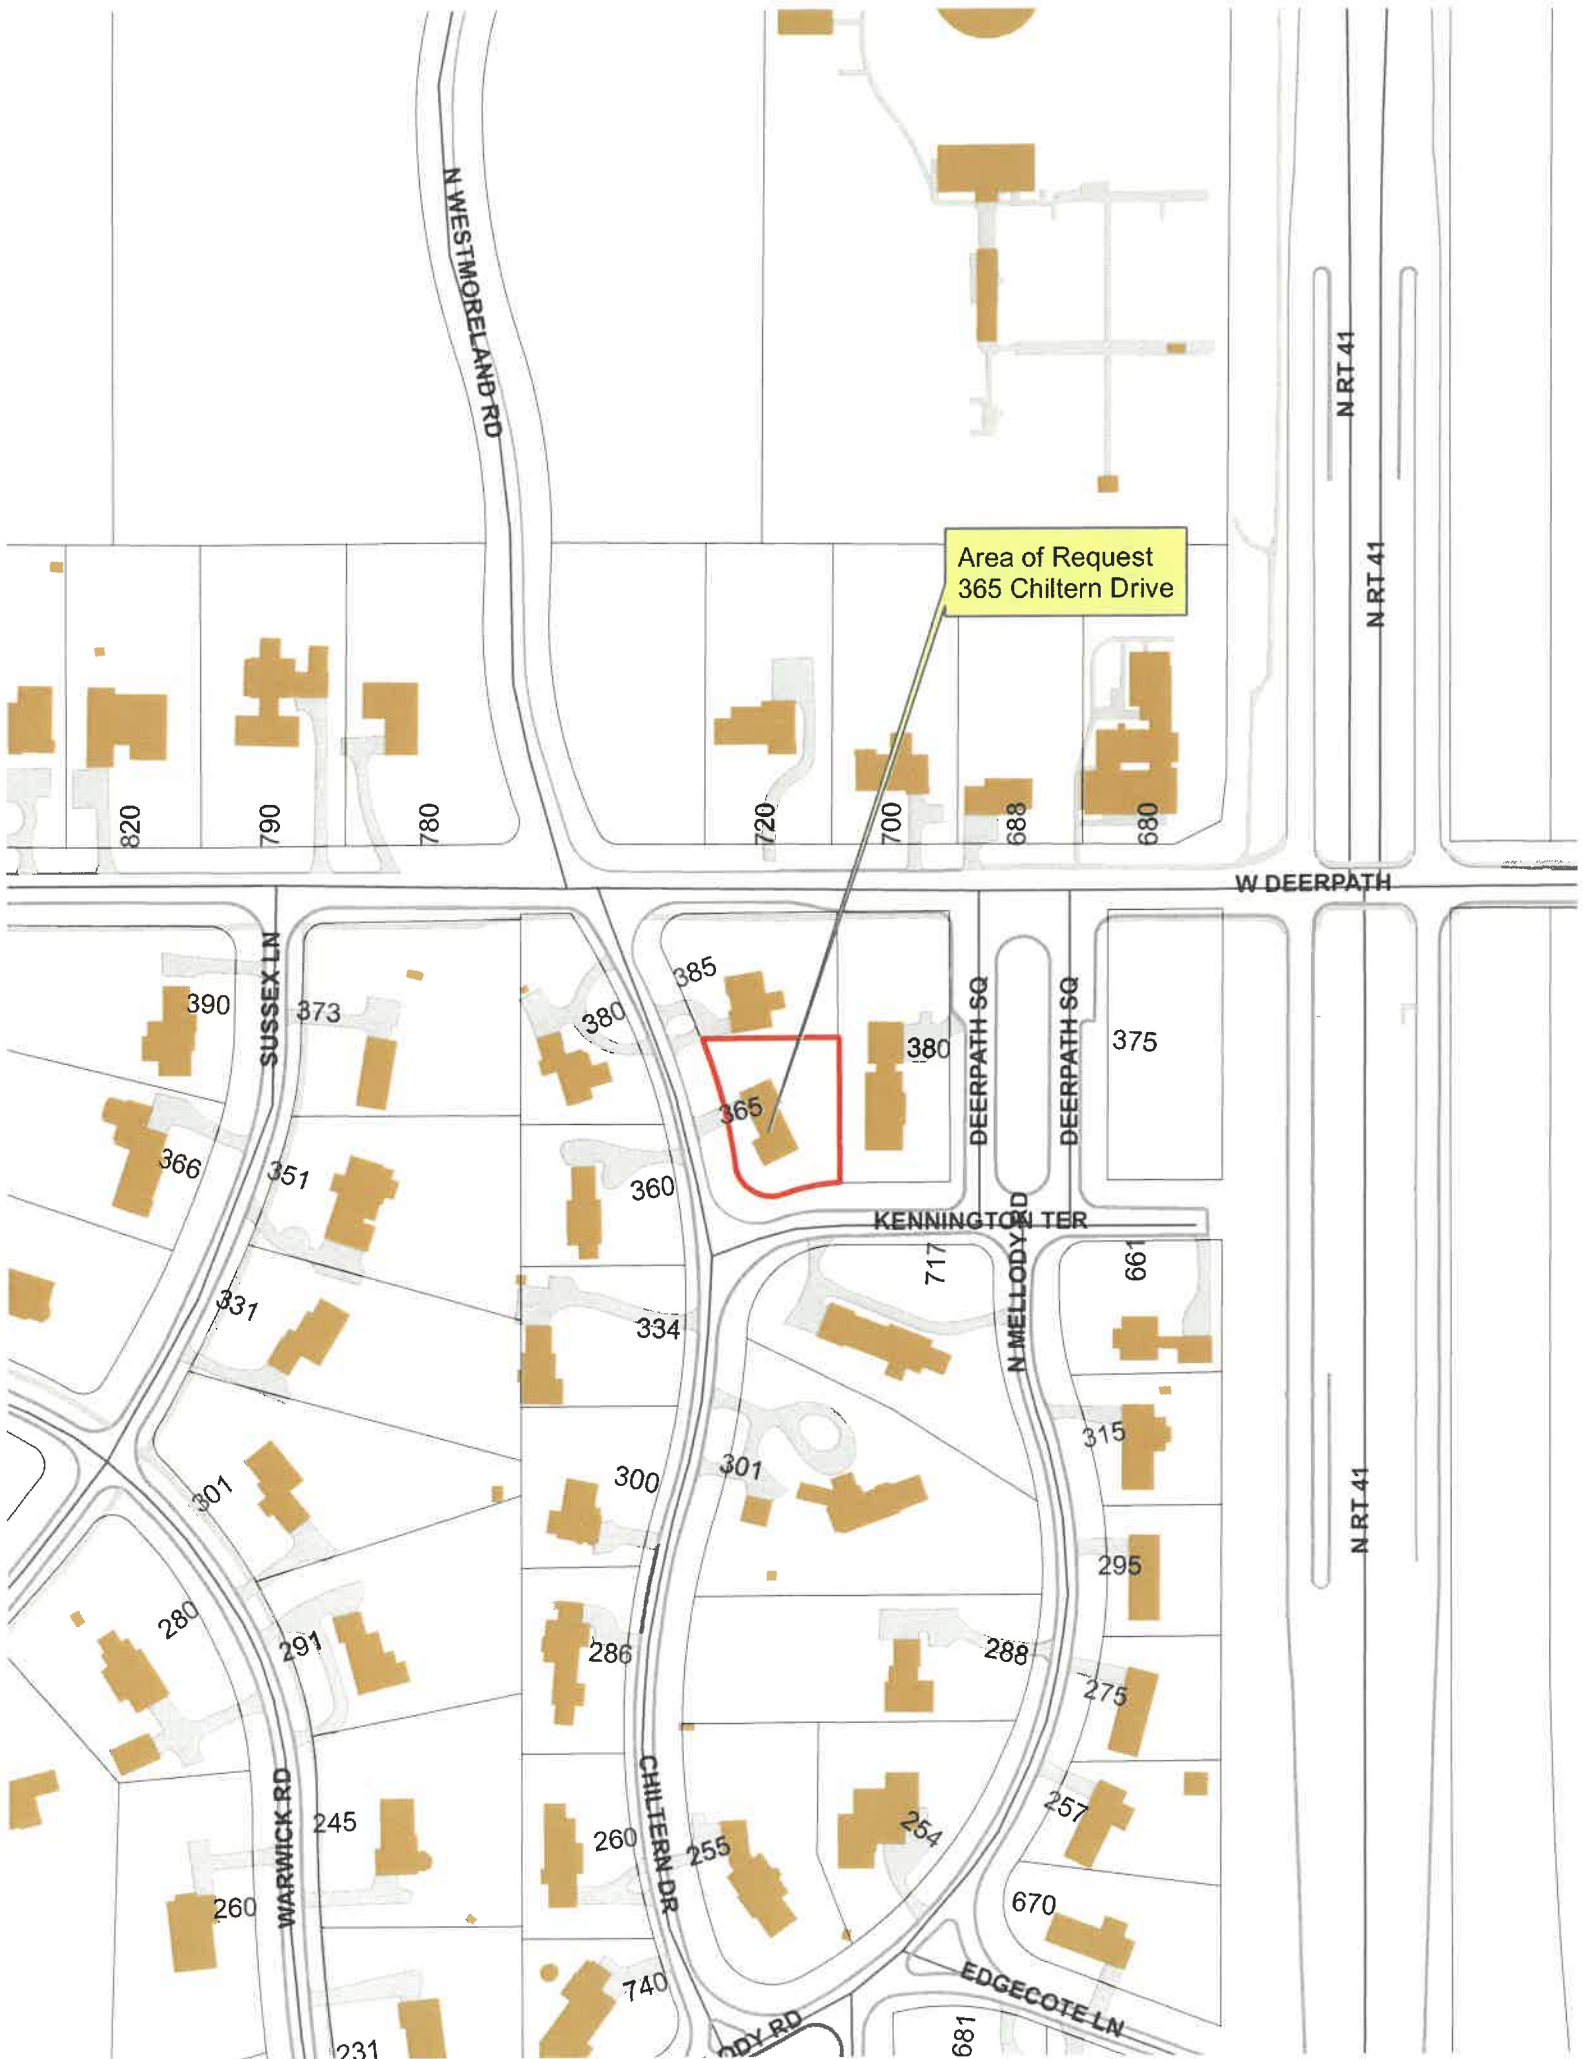 N WESTMORELAND RD
N RT 41
N RT 41
Area of Request
365 Chiltern Drive
820
790
780
720
700
688
680
W DEERPATH
SUSSEX LN
390
373
380
385
380
DEERPATH SQ
DEERPATH SQ
375
365
366
351
360
KENNINGTON TER
717
N MELLODY RD
661
331
334
315
301
300
301
N RT 41
295
280
291
286
288
275
WARWICK RD
245
CHILTERN DR
260
255
254
257
260
670
740
EDGECOTE LN
ODY RD
681
231